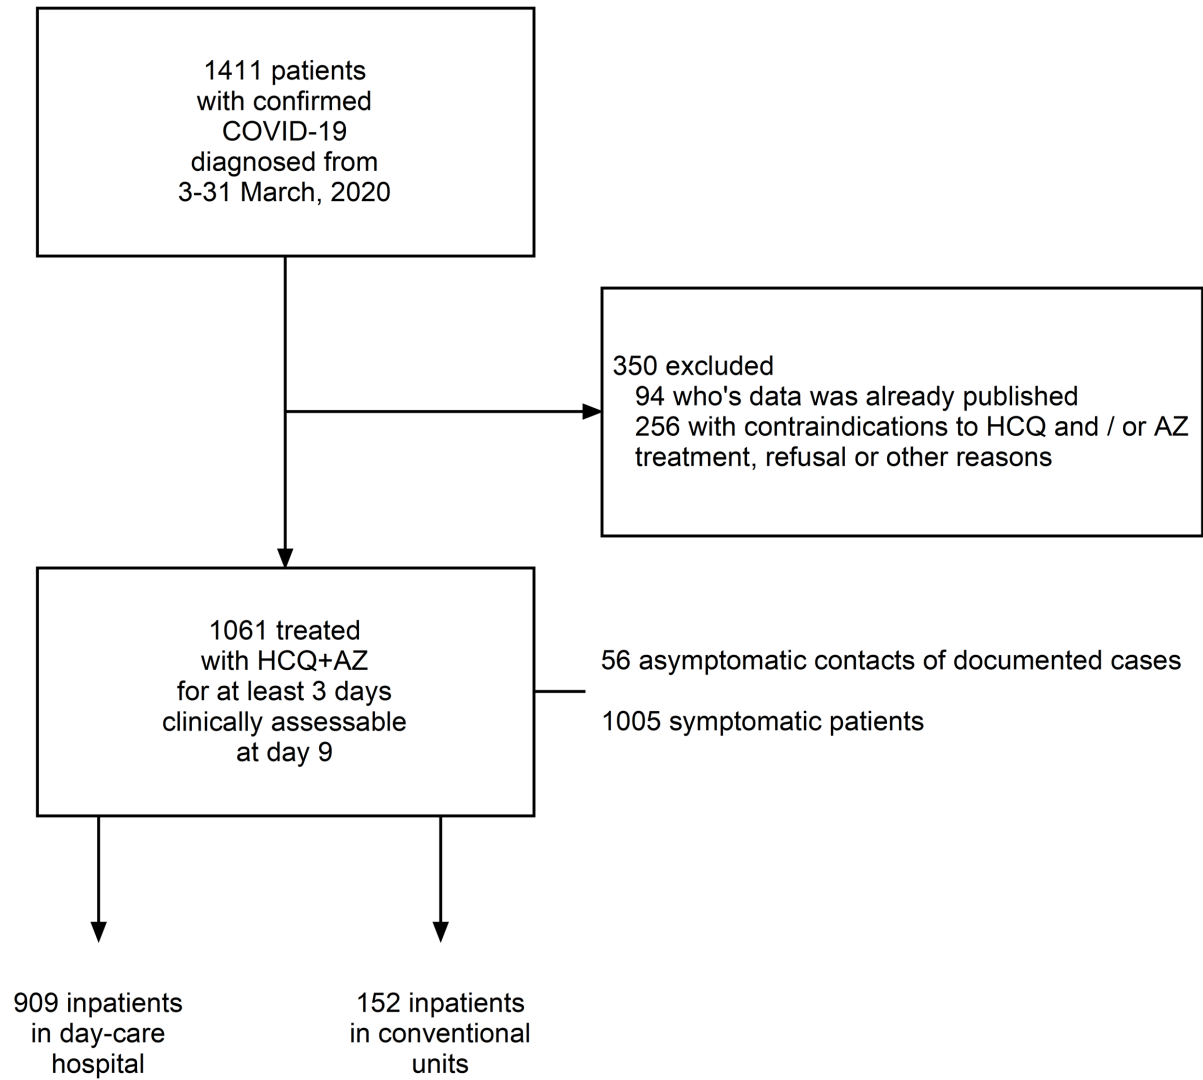 1411 patients
with confirmed
COVID-19
diagnosed from
3-31 March, 2020
350 excluded
94 who's data was already published
256 with contraindications to HCQ and / or AZ
treatment, refusal or other reasons
1061 treated
with HCQ+AZ
for at least 3 days
clinically assessable
at day 9
56 asymptomatic contacts of documented cases
1005 symptomatic patients
909 inpatients
in day-care
hospital
152 inpatients
in conventional
units